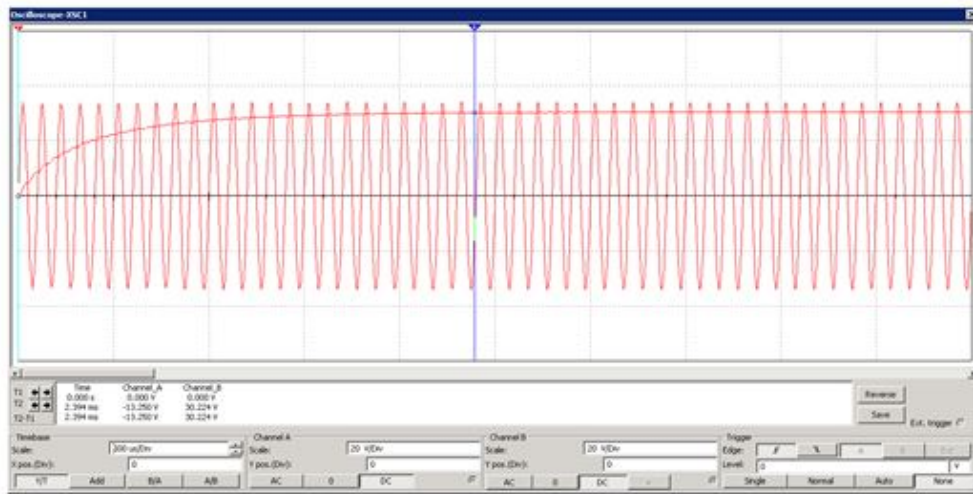 Oscilloscope-XSC1
Time Channel_A Channel_B
T1 0.000 s 0.000 V 0.000 V
T2 2.394 ms -13.250 V 30.224 V
T2-T1 2.394 ms -13.250 V 30.224 V
Reverse
Save
Ext. trigger
Timebase
Scale: 200 us/Div
X pos.(Div): 0
Y/T Add B/A A/B
Channel A
Scale: 20 V/Div
Y pos.(Div): 0
AC 0 DC
Channel B
Scale: 20 V/Div
Y pos.(Div): 0
AC 0 DC -
Trigger
Edge:
Level: 0 V
Single Normal Auto None